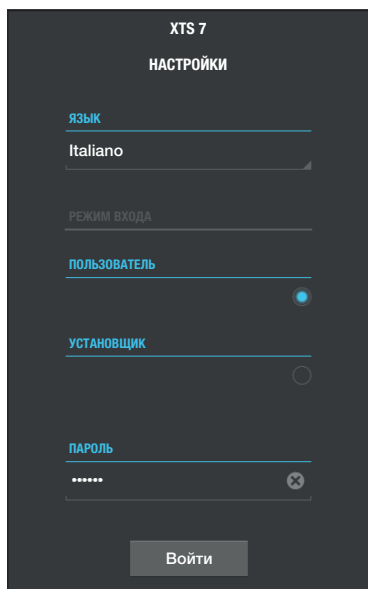 XTS 7
НАСТРОЙКИ
ЯЗЫК
Italiano
РЕЖИМ ВХОДА
ПОЛЬЗОВАТЕЛЬ
УСТАНОВЩИК
ПАРОЛЬ
••••••
Войти